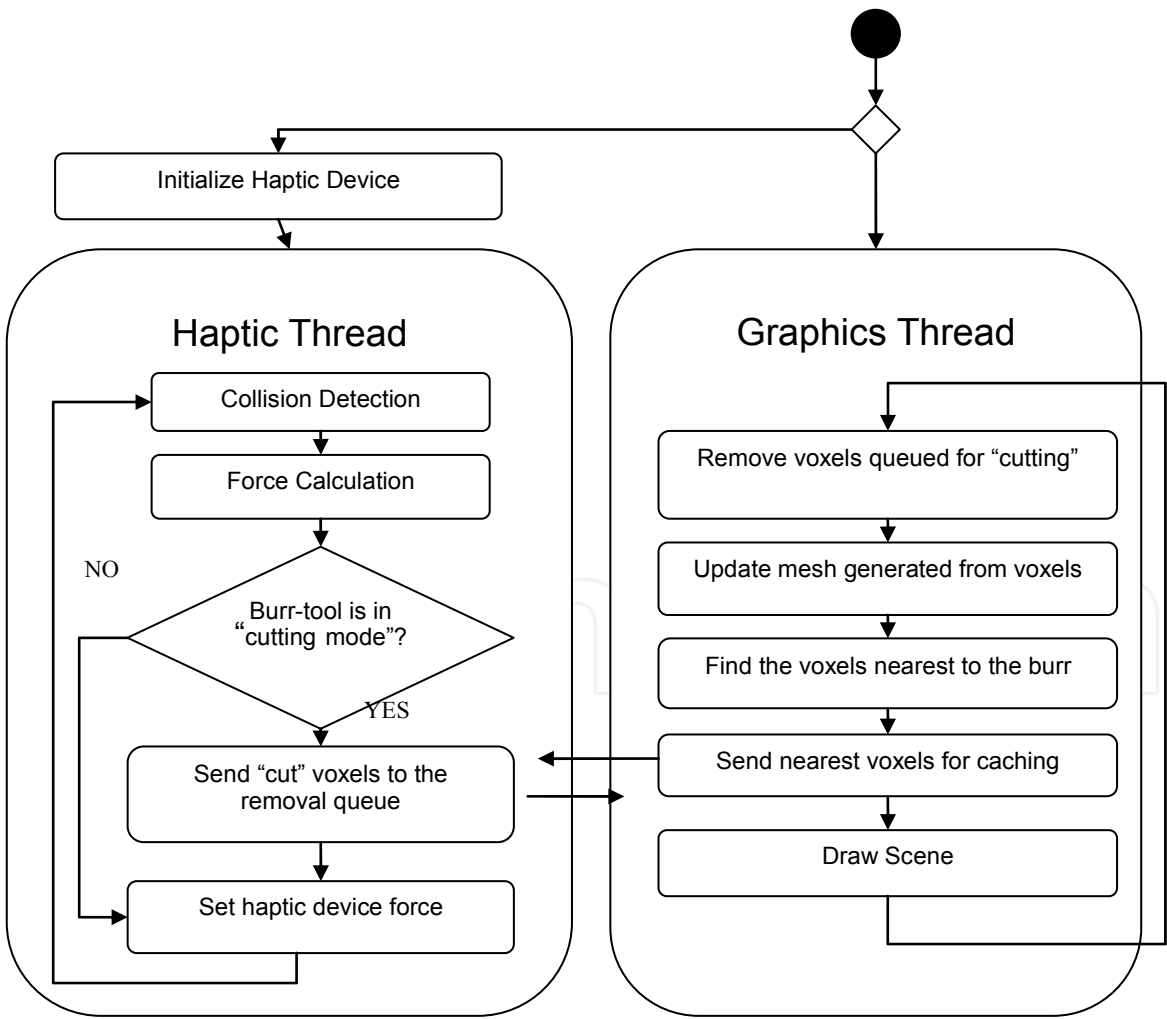 Initialize Haptic Device
Haptic Thread
Collision Detection
Force Calculation
NO
Burr-tool is in
“cutting mode”?
YES
Send “cut” voxels to the
removal queue
Set haptic device force
Graphics Thread
Remove voxels queued for “cutting”
Update mesh generated from voxels
Find the voxels nearest to the burr
Send nearest voxels for caching
Draw Scene